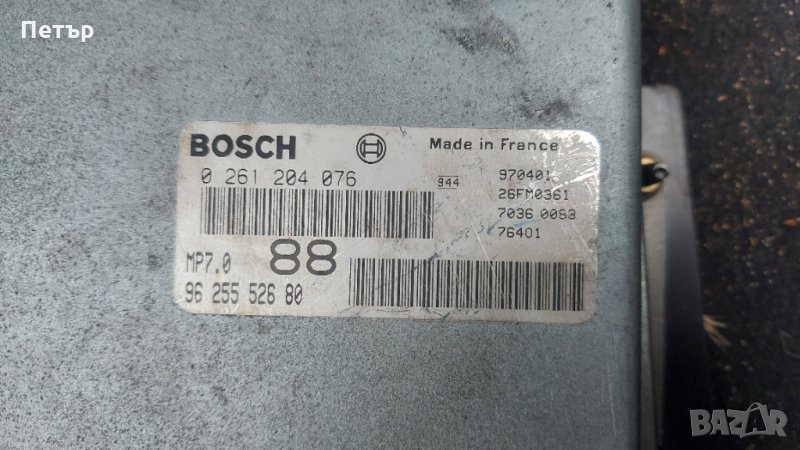 Петър
BOSCH
Made in France
0 261 204 076
944
970401
26FM0361
7036 0083
76401
MP7.0
88
96 255 526 80
BAZAR